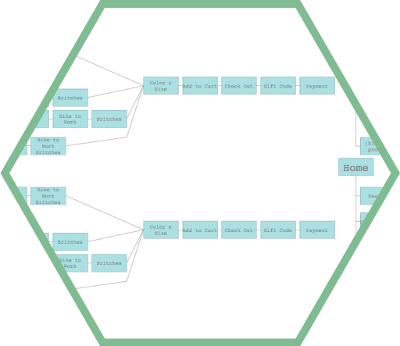 Color &
Size
Add to Cart
Check Out
Gift Code
Payment
Britches
Bike to
Work
Britches
Bike to
Work
Britches
Home
Bike to
Work
Britches
Color &
Size
Add to Cart
Check Out
Gift Code
Payment
Britches
Bike to
Work
Britches